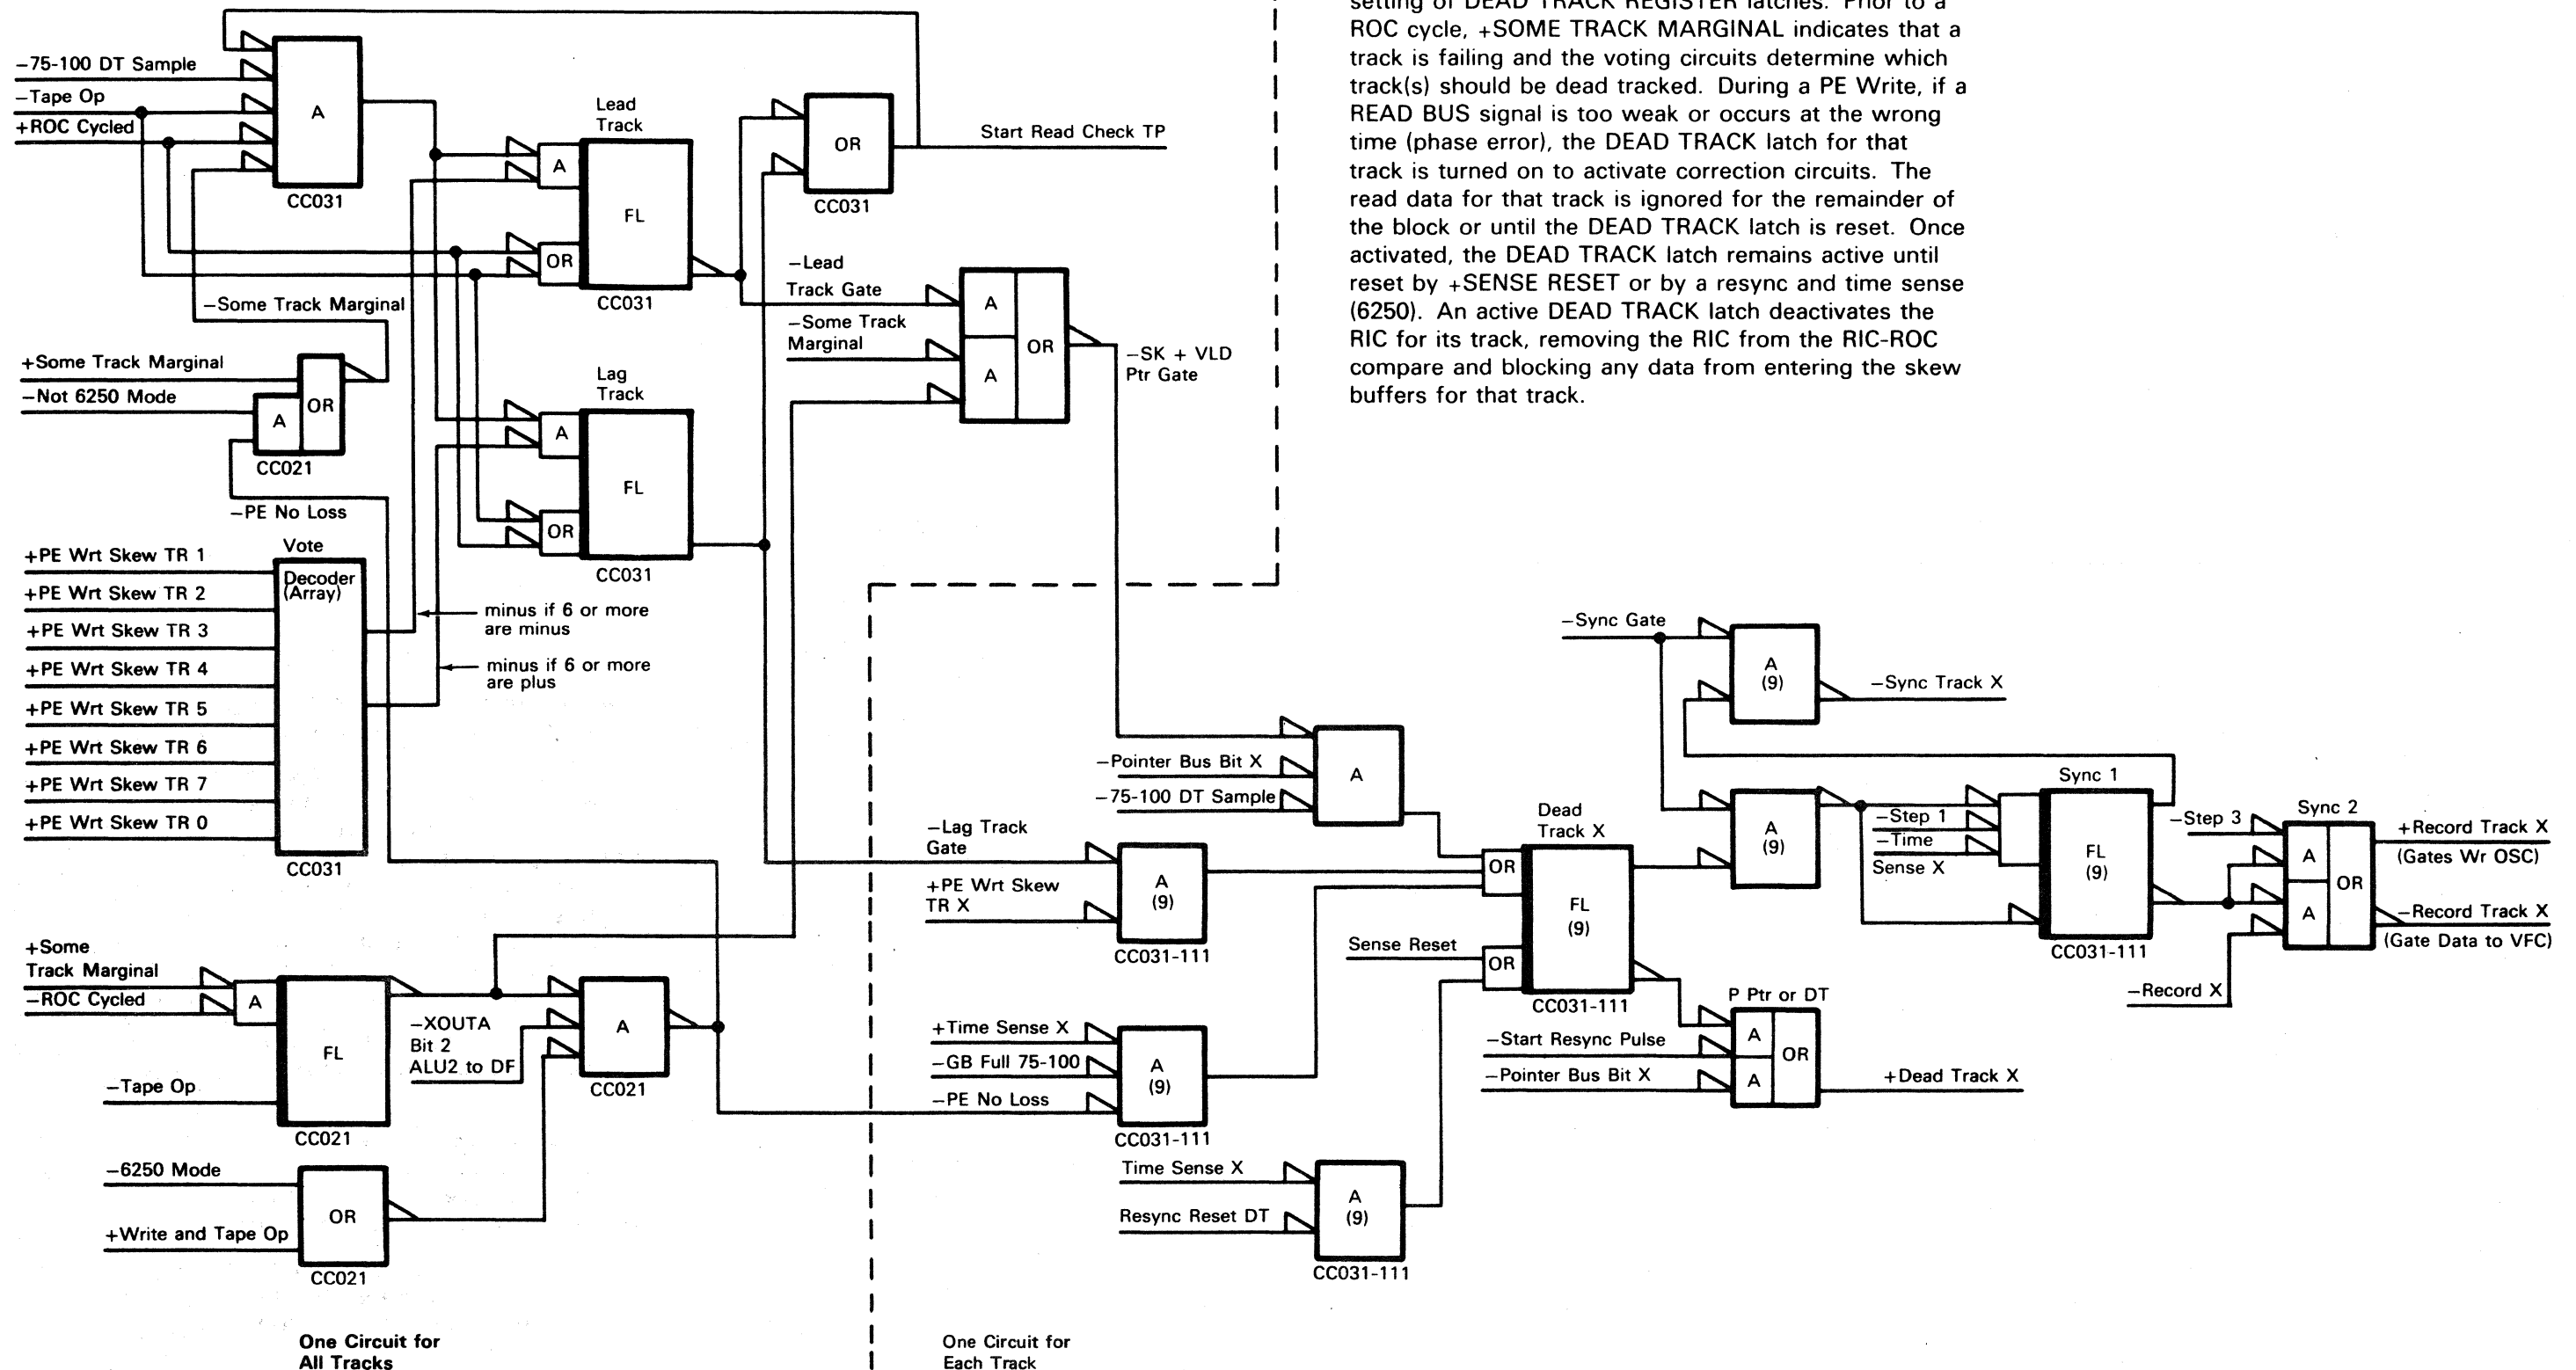 setting of DEAD TRACK REGISTER latches. Prior to a
ROC cycle, +SOME TRACK MARGINAL indicates that a
track is failing and the voting circuits determine which
track(s) should be dead tracked. During a PE Write, if a
READ BUS signal is too weak or occurs at the wrong
time (phase error), the DEAD TRACK latch for that
track is turned on to activate correction circuits. The
read data for that track is ignored for the remainder of
the block or until the DEAD TRACK latch is reset. Once
activated, the DEAD TRACK latch remains active until
reset by +SENSE RESET or by a resync and time sense
(6250). An active DEAD TRACK latch deactivates the
RIC for its track, removing the RIC from the RIC-ROC
compare and blocking any data from entering the skew
buffers for that track.
−75-100 DT Sample
−Tape Op
+ROC Cycled
A
CC031
Lead
Track
A
FL
OR
CC031
OR
CC031
Start Read Check TP
−Some Track Marginal
+Some Track Marginal
−Not 6250 Mode
A
OR
CC021
−PE No Loss
Lag
Track
A
FL
OR
CC031
−Lead
Track Gate
−Some Track
Marginal
A
A
OR
−SK + VLD
Ptr Gate
Vote
Decoder
(Array)
+PE Wrt Skew TR 1
+PE Wrt Skew TR 2
+PE Wrt Skew TR 3
+PE Wrt Skew TR 4
+PE Wrt Skew TR 5
+PE Wrt Skew TR 6
+PE Wrt Skew TR 7
+PE Wrt Skew TR 0
CC031
minus if 6 or more
are minus
minus if 6 or more
are plus
+Some
Track Marginal
−ROC Cycled
A
FL
−Tape Op
CC021
−XOUTA
Bit 2
ALU2 to DF
A
CC021
−6250 Mode
+Write and Tape Op
OR
CC021
One Circuit for
All Tracks
−Pointer Bus Bit X
−75-100 DT Sample
A
−Lag Track
Gate
+PE Wrt Skew
TR X
A
(9)
CC031-111
+Time Sense X
−GB Full 75-100
−PE No Loss
A
(9)
CC031-111
Time Sense X
Resync Reset DT
A
(9)
CC031-111
Sense Reset
Dead
Track X
OR
OR
FL
(9)
CC031-111
−Sync Gate
A
(9)
−Sync Track X
A
(9)
−Step 1
−Time
Sense X
Sync 1
FL
(9)
CC031-111
−Step 3
Sync 2
A
A
OR
−Record X
+Record Track X
(Gates Wr OSC)
−Record Track X
(Gate Data to VFC)
P Ptr or DT
−Start Resync Pulse
−Pointer Bus Bit X
A
A
OR
+Dead Track X
One Circuit for
Each Track